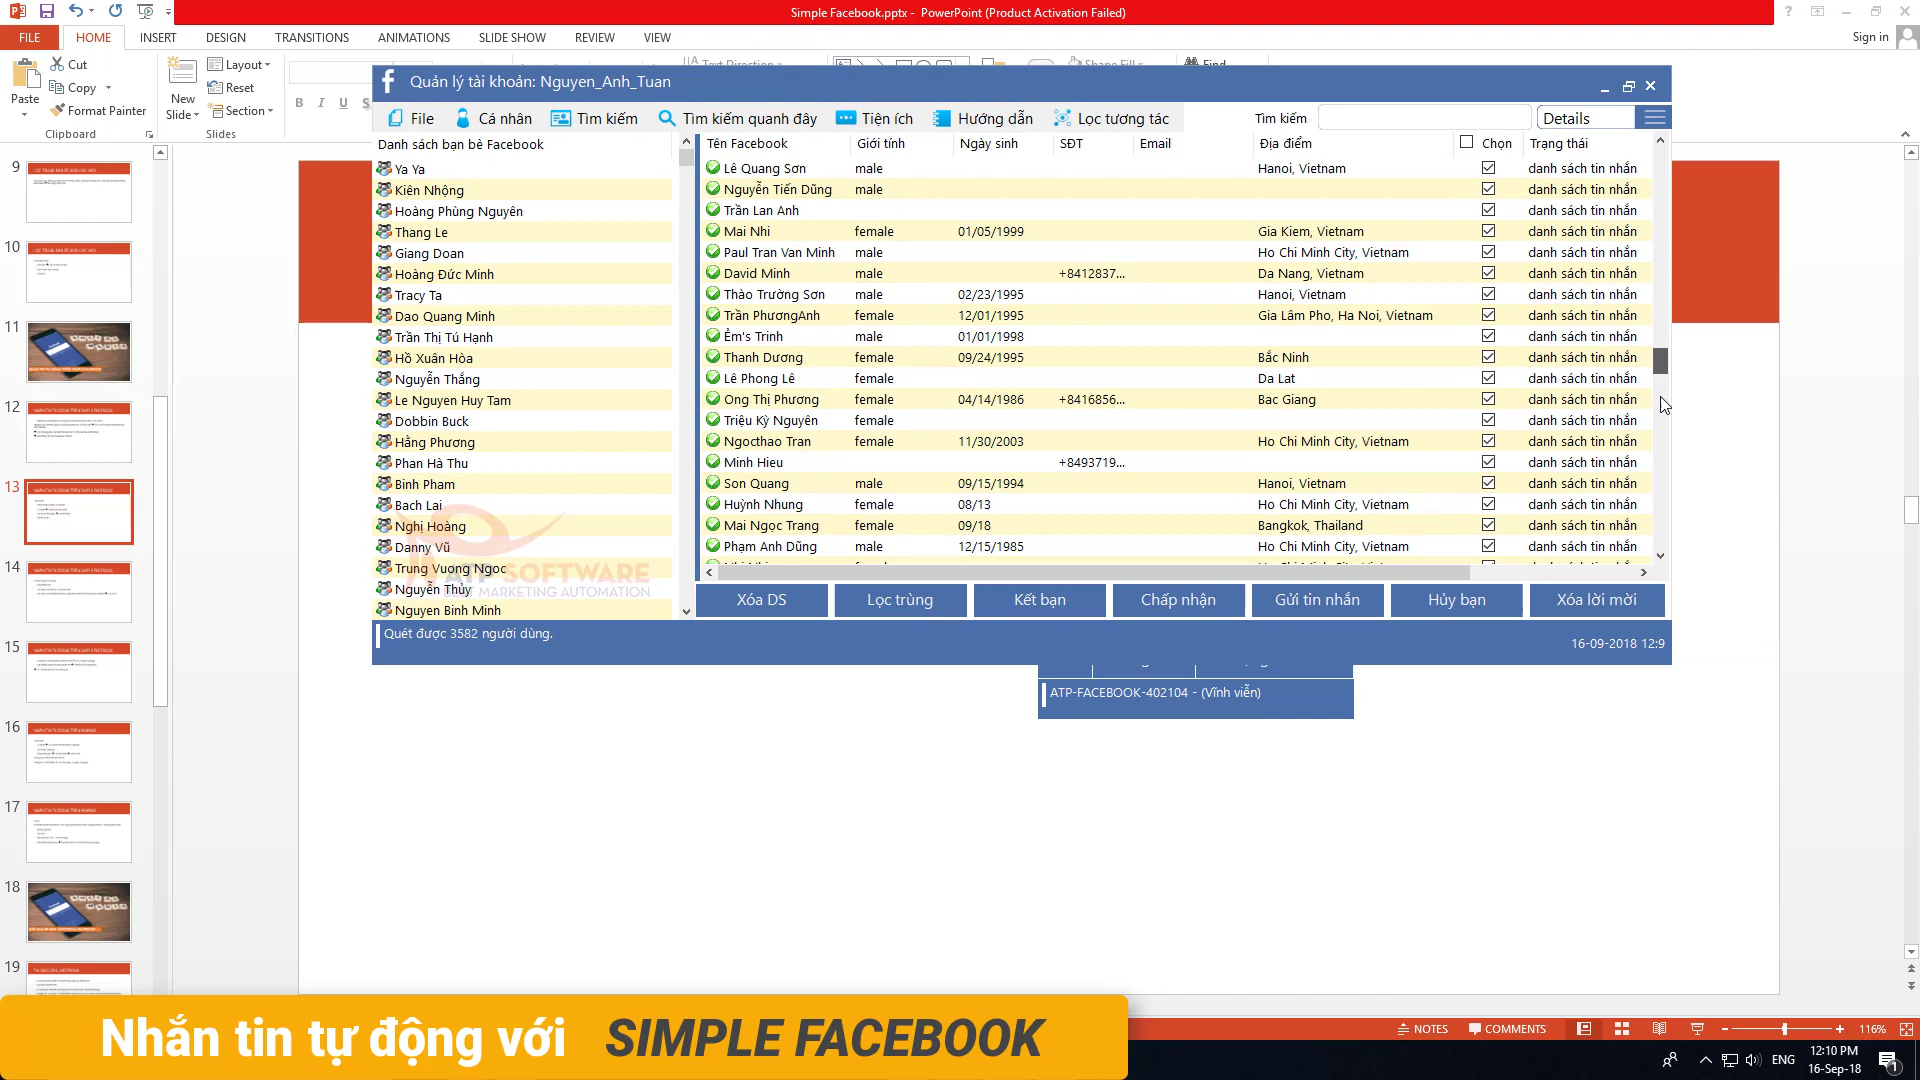 Simple Facebook.pptx - PowerPoint (Product Activation Failed)
FILE HOME INSERT DESIGN TRANSITIONS ANIMATIONS SLIDE SHOW REVIEW VIEW
Sign in
Paste
Cut
Copy
Format Painter
Clipboard
New Slide
Layout
Reset
Section
Slides
B I U S
Text Direction
Shape Fill
Find
Quản lý tài khoản: Nguyen_Anh_Tuan
File Cá nhân Tìm kiếm Tìm kiếm quanh đây Tiện ích Hướng dẫn Lọc tương tác
Tìm kiếm
Details
Danh sách bạn bè Facebook
Ya Ya
Kiên Nhộng
Hoàng Phùng Nguyên
Thang Le
Giang Doan
Hoàng Đức Minh
Tracy Ta
Dao Quang Minh
Trần Thị Tú Hạnh
Hồ Xuân Hòa
Nguyễn Thắng
Le Nguyen Huy Tam
Dobbin Buck
Hằng Phương
Phan Hà Thu
Binh Pham
Bach Lai
Nghi Hoàng
Danny Vũ
Trung Vuong Ngoc
Nguyễn Thủy
Nguyen Binh Minh
ATP SOFTWARE
BEST MARKETING AUTOMATION
Tên Facebook Giới tính Ngày sinh SĐT Email Địa điểm Chọn Trạng thái
Lê Quang Sơn male Hanoi, Vietnam danh sách tin nhắn
Nguyễn Tiến Dũng male danh sách tin nhắn
Trần Lan Anh danh sách tin nhắn
Mai Nhi female 01/05/1999 Gia Kiem, Vietnam danh sách tin nhắn
Paul Tran Van Minh male Ho Chi Minh City, Vietnam danh sách tin nhắn
David Minh male +8412837... Da Nang, Vietnam danh sách tin nhắn
Thào Trường Sơn male 02/23/1995 Hanoi, Vietnam danh sách tin nhắn
Trần PhươngAnh female 12/01/1995 Gia Lâm Pho, Ha Noi, Vietnam danh sách tin nhắn
Ẻm's Trinh male 01/01/1998 danh sách tin nhắn
Thanh Dương female 09/24/1995 Bắc Ninh danh sách tin nhắn
Lê Phong Lê female Da Lat danh sách tin nhắn
Ong Thị Phương female 04/14/1986 +8416856... Bac Giang danh sách tin nhắn
Triệu Kỳ Nguyên female danh sách tin nhắn
Ngocthao Tran female 11/30/2003 Ho Chi Minh City, Vietnam danh sách tin nhắn
Minh Hieu +8493719... danh sách tin nhắn
Son Quang male 09/15/1994 Hanoi, Vietnam danh sách tin nhắn
Huỳnh Nhung female 08/13 Ho Chi Minh City, Vietnam danh sách tin nhắn
Mai Ngọc Trang female 09/18 Bangkok, Thailand danh sách tin nhắn
Phạm Anh Dũng male 12/15/1985 Ho Chi Minh City, Vietnam danh sách tin nhắn
Xóa DS Lọc trùng Kết bạn Chấp nhận Gửi tin nhắn Hủy bạn Xóa lời mời
Quét được 3582 người dùng.
16-09-2018 12:9
ATP-FACEBOOK-402104 - (Vĩnh viễn)
9
10
11
12
13
14
15
16
17
18
19
Nhắn tin tự động với SIMPLE FACEBOOK
NOTES COMMENTS 116%
ENG
12:10 PM
16-Sep-18
1